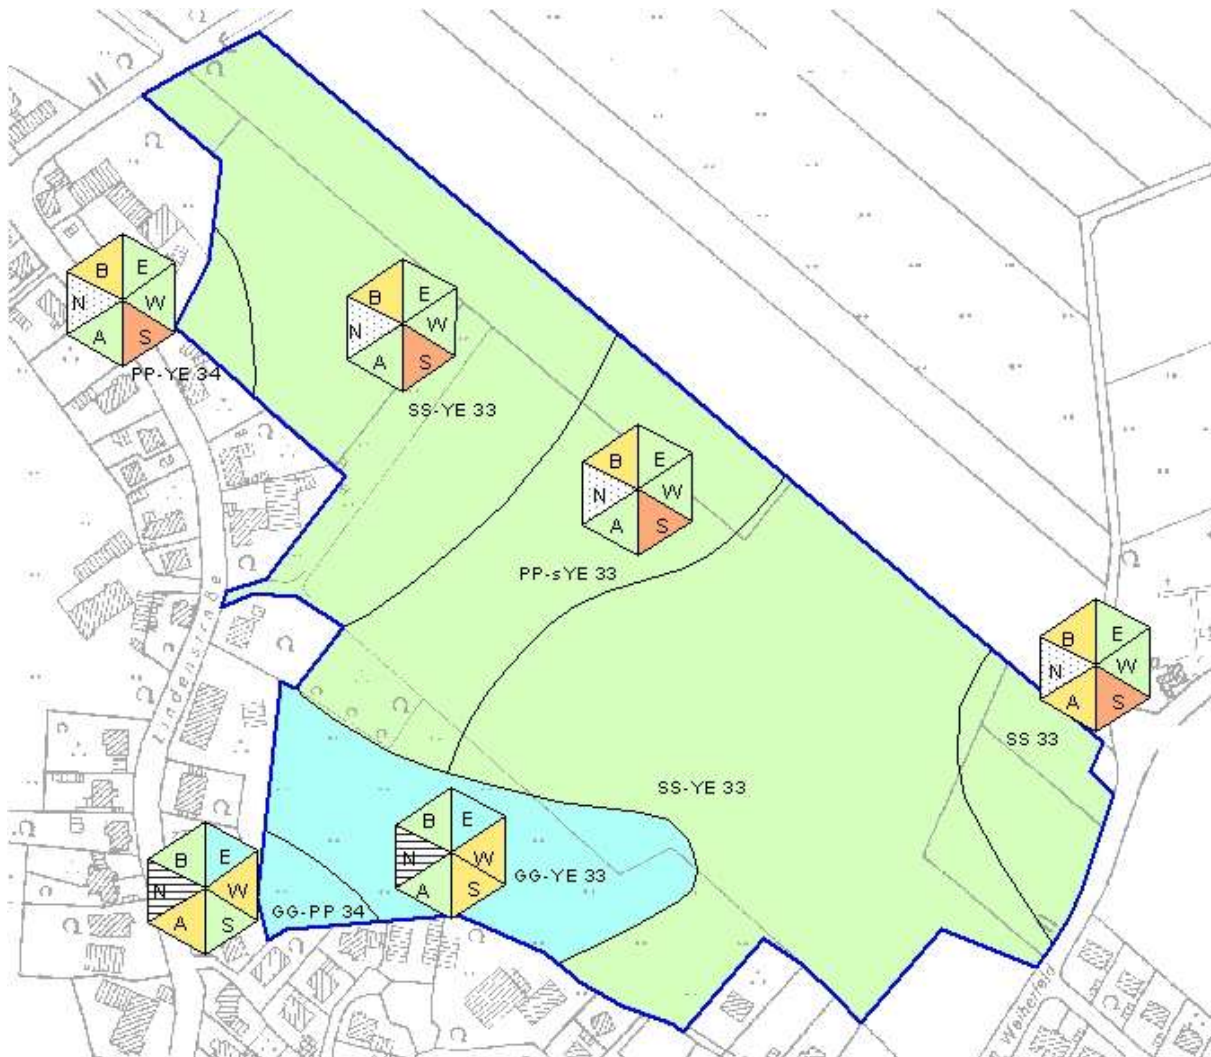 B E
N W
A S
PP-YE 34
B E
N W
A S
SS-YE 33
B E
N W
A S
PP-sYE 33
Lindenstraße
B E
N W
A S
SS 33
SS-YE 33
B E
N W
A S
GG-YE 33
B E
N W
A S
GG-PP 34
Weiherfeld